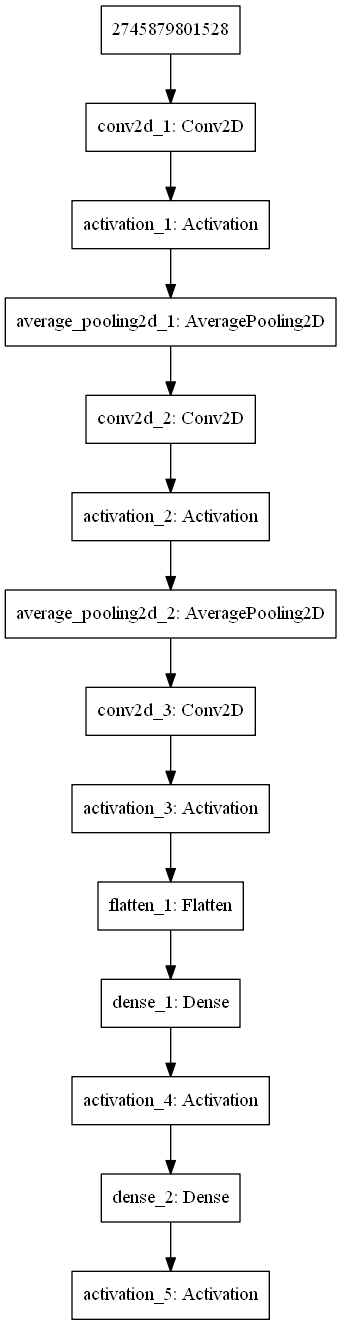 2745879801528
conv2d_1: Conv2D
activation_1: Activation
average_pooling2d_1: AveragePooling2D
conv2d_2: Conv2D
activation_2: Activation
average_pooling2d_2: AveragePooling2D
conv2d_3: Conv2D
activation_3: Activation
flatten_1: Flatten
dense_1: Dense
activation_4: Activation
dense_2: Dense
activation_5: Activation